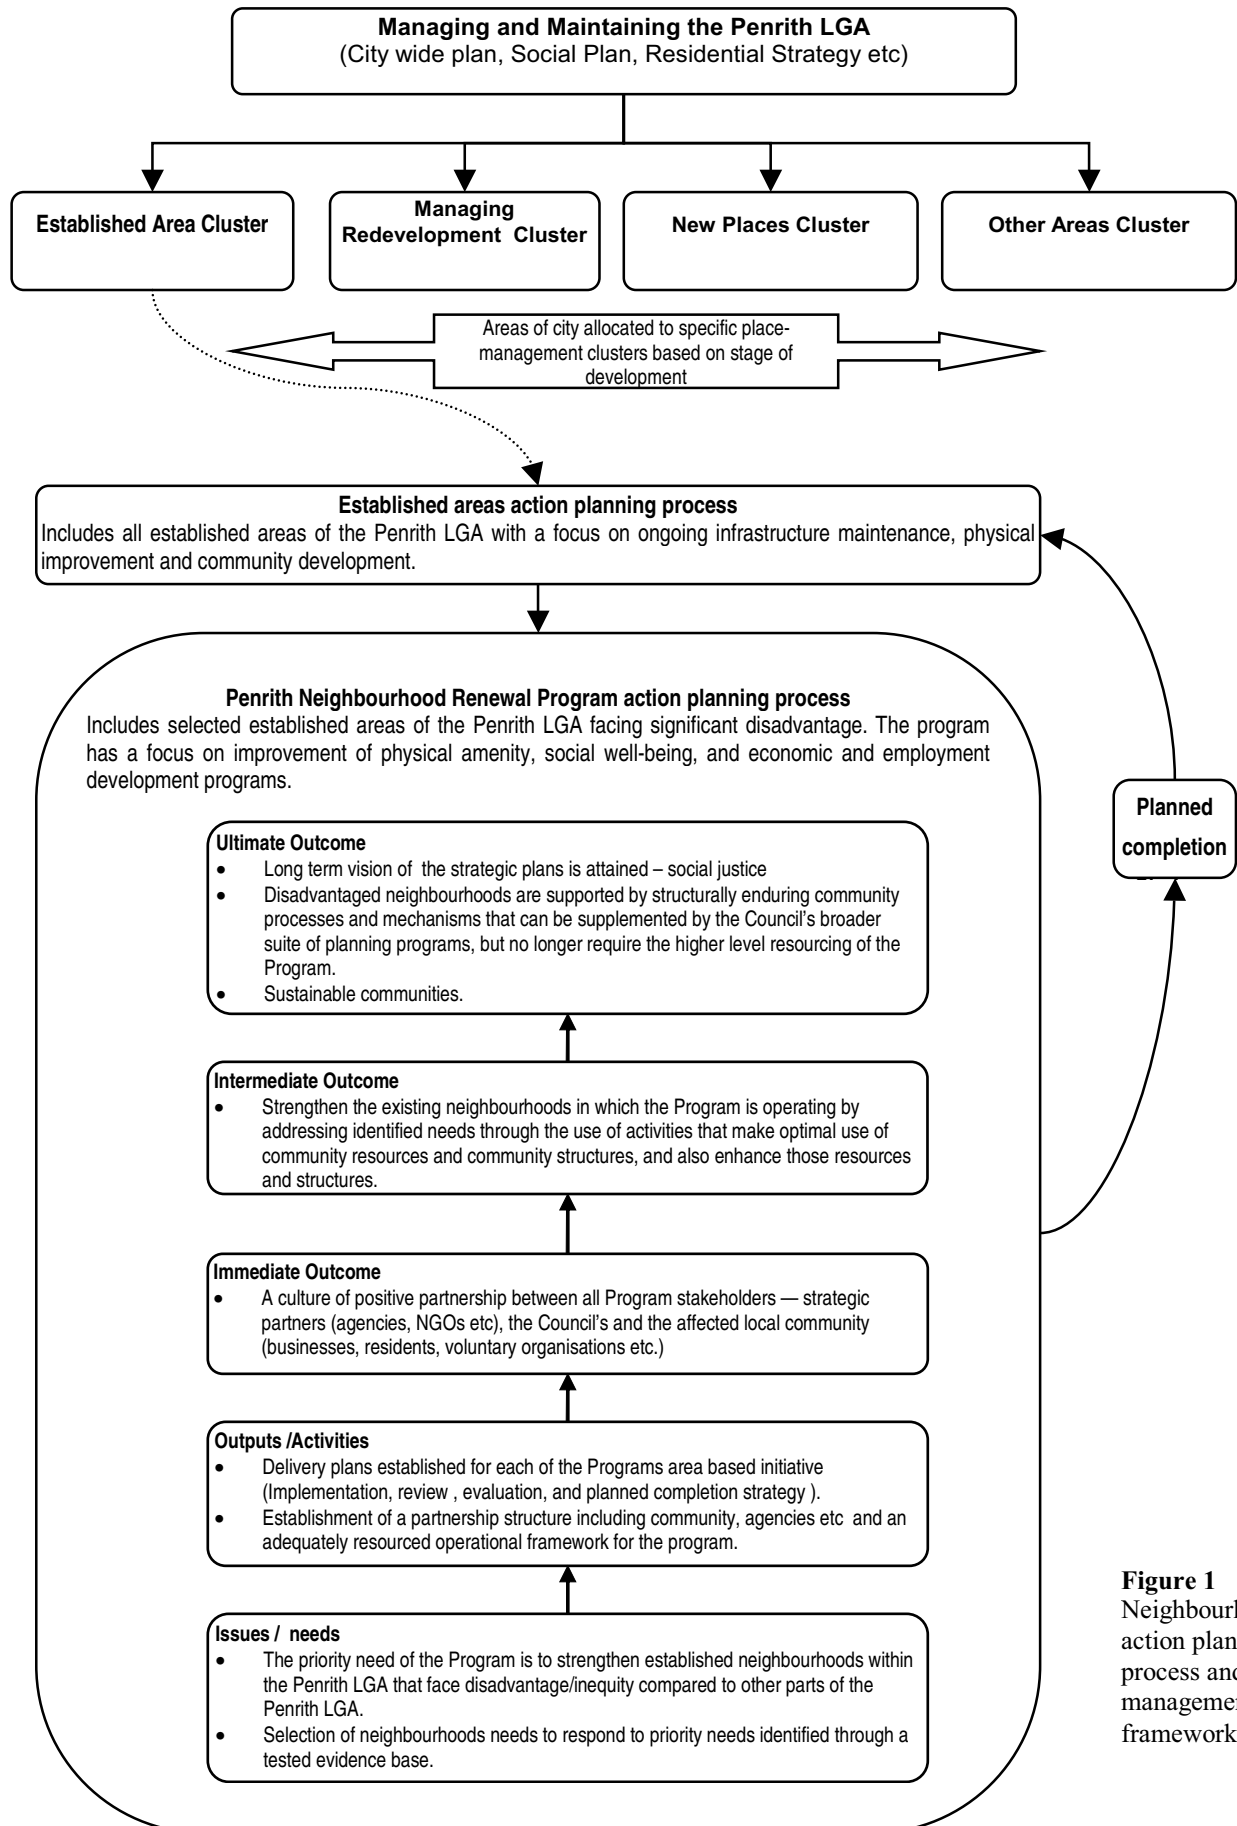 Managing and Maintaining the Penrith LGA
(City wide plan, Social Plan, Residential Strategy etc)
Established Area Cluster
Managing
Redevelopment Cluster
New Places Cluster
Other Areas Cluster
Areas of city allocated to specific place-
management clusters based on stage of
development
Established areas action planning process
Includes all established areas of the Penrith LGA with a focus on ongoing infrastructure maintenance, physical
improvement and community development.
Penrith Neighbourhood Renewal Program action planning process
Includes selected established areas of the Penrith LGA facing significant disadvantage. The program
has a focus on improvement of physical amenity, social well-being, and economic and employment
development programs.
Planned
completion
Ultimate Outcome
• Long term vision of the strategic plans is attained – social justice
• Disadvantaged neighbourhoods are supported by structurally enduring community
processes and mechanisms that can be supplemented by the Council's broader
suite of planning programs, but no longer require the higher level resourcing of the
Program.
• Sustainable communities.
Intermediate Outcome
• Strengthen the existing neighbourhoods in which the Program is operating by
addressing identified needs through the use of activities that make optimal use of
community resources and community structures, and also enhance those resources
and structures.
Immediate Outcome
• A culture of positive partnership between all Program stakeholders — strategic
partners (agencies, NGOs etc), the Council's and the affected local community
(businesses, residents, voluntary organisations etc.)
Outputs /Activities
• Delivery plans established for each of the Programs area based initiative
(Implementation, review , evaluation, and planned completion strategy ).
• Establishment of a partnership structure including community, agencies etc and an
adequately resourced operational framework for the program.
Issues / needs
• The priority need of the Program is to strengthen established neighbourhoods within
the Penrith LGA that face disadvantage/inequity compared to other parts of the
Penrith LGA.
• Selection of neighbourhoods needs to respond to priority needs identified through a
tested evidence base.
Figure 1
action plan
process and
framework